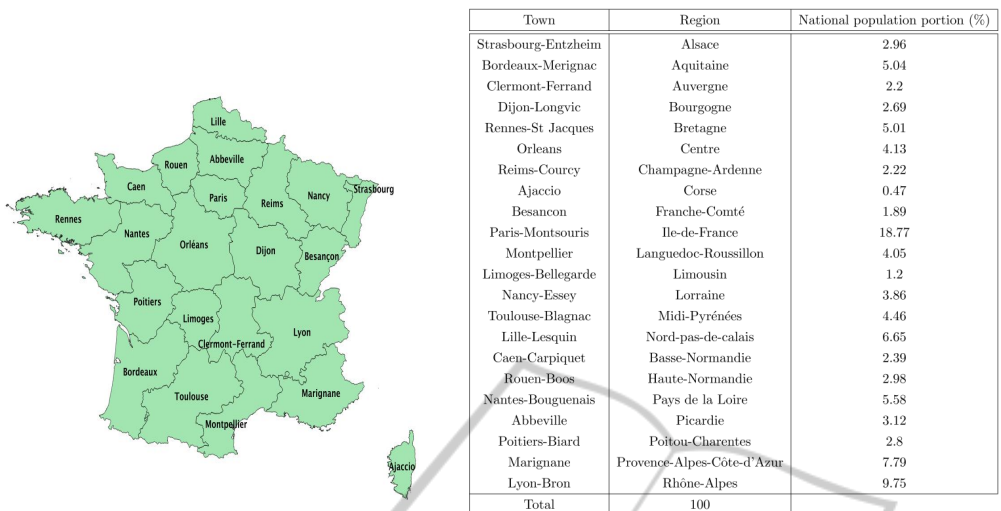 Lille
Abbeville
Rouen
Caen
Paris
Reims
Nancy
Strasbourg
Rennes
Nantes
Orléans
Dijon
Besançon
Poitiers
Limoges
Clermont-Ferrand
Lyon
Bordeaux
Toulouse
Marignane
Montpellier
Ajaccio
Town Region National population portion (%)
Strasbourg-Entzheim Alsace 2.96
Bordeaux-Merignac Aquitaine 5.04
Clermont-Ferrand Auvergne 2.2
Dijon-Longvic Bourgogne 2.69
Rennes-St Jacques Bretagne 5.01
Orleans Centre 4.13
Reims-Courcy Champagne-Ardenne 2.22
Ajaccio Corse 0.47
Besancon Franche-Comté 1.89
Paris-Montsouris Ile-de-France 18.77
Montpellier Languedoc-Roussillon 4.05
Limoges-Bellegarde Limousin 1.2
Nancy-Essey Lorraine 3.86
Toulouse-Blagnac Midi-Pyrénées 4.46
Lille-Lesquin Nord-pas-de-calais 6.65
Caen-Carpiquet Basse-Normandie 2.39
Rouen-Boos Haute-Normandie 2.98
Nantes-Bouguenais Pays de la Loire 5.58
Abbeville Picardie 3.12
Poitiers-Biard Poitou-Charentes 2.8
Marignane Provence-Alpes-Côte-d'Azur 7.79
Lyon-Bron Rhône-Alpes 9.75
Total 100